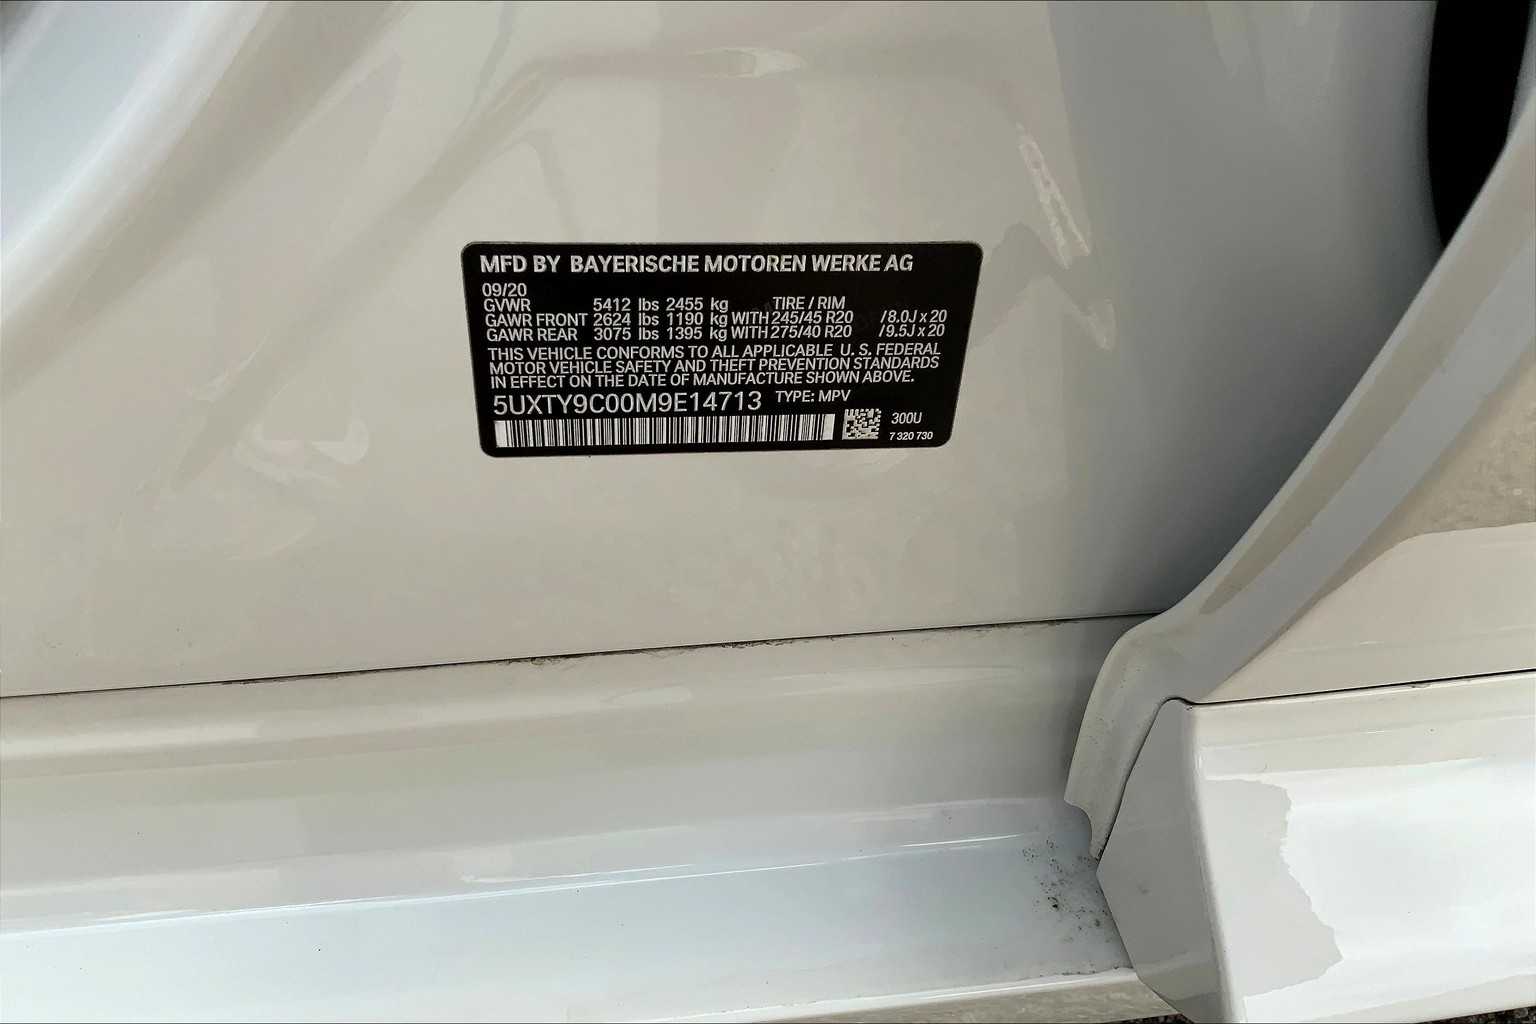 MFD BY BAYERISCHE MOTOREN WERKE AG
09/20
GVWR 5412 lbs 2455 kg TIRE / RIM
GAWR FRONT 2624 lbs 1190 kg WITH 245/45 R20 /8.0J x 20
GAWR REAR 3075 lbs 1395 kg WITH 275/40 R20 /9.5J x 20
THIS VEHICLE CONFORMS TO ALL APPLICABLE U. S. FEDERAL
MOTOR VEHICLE SAFETY AND THEFT PREVENTION STANDARDS
IN EFFECT ON THE DATE OF MANUFACTURE SHOWN ABOVE.
5UXTY9C00M9E14713 TYPE: MPV
300U
7 320 730